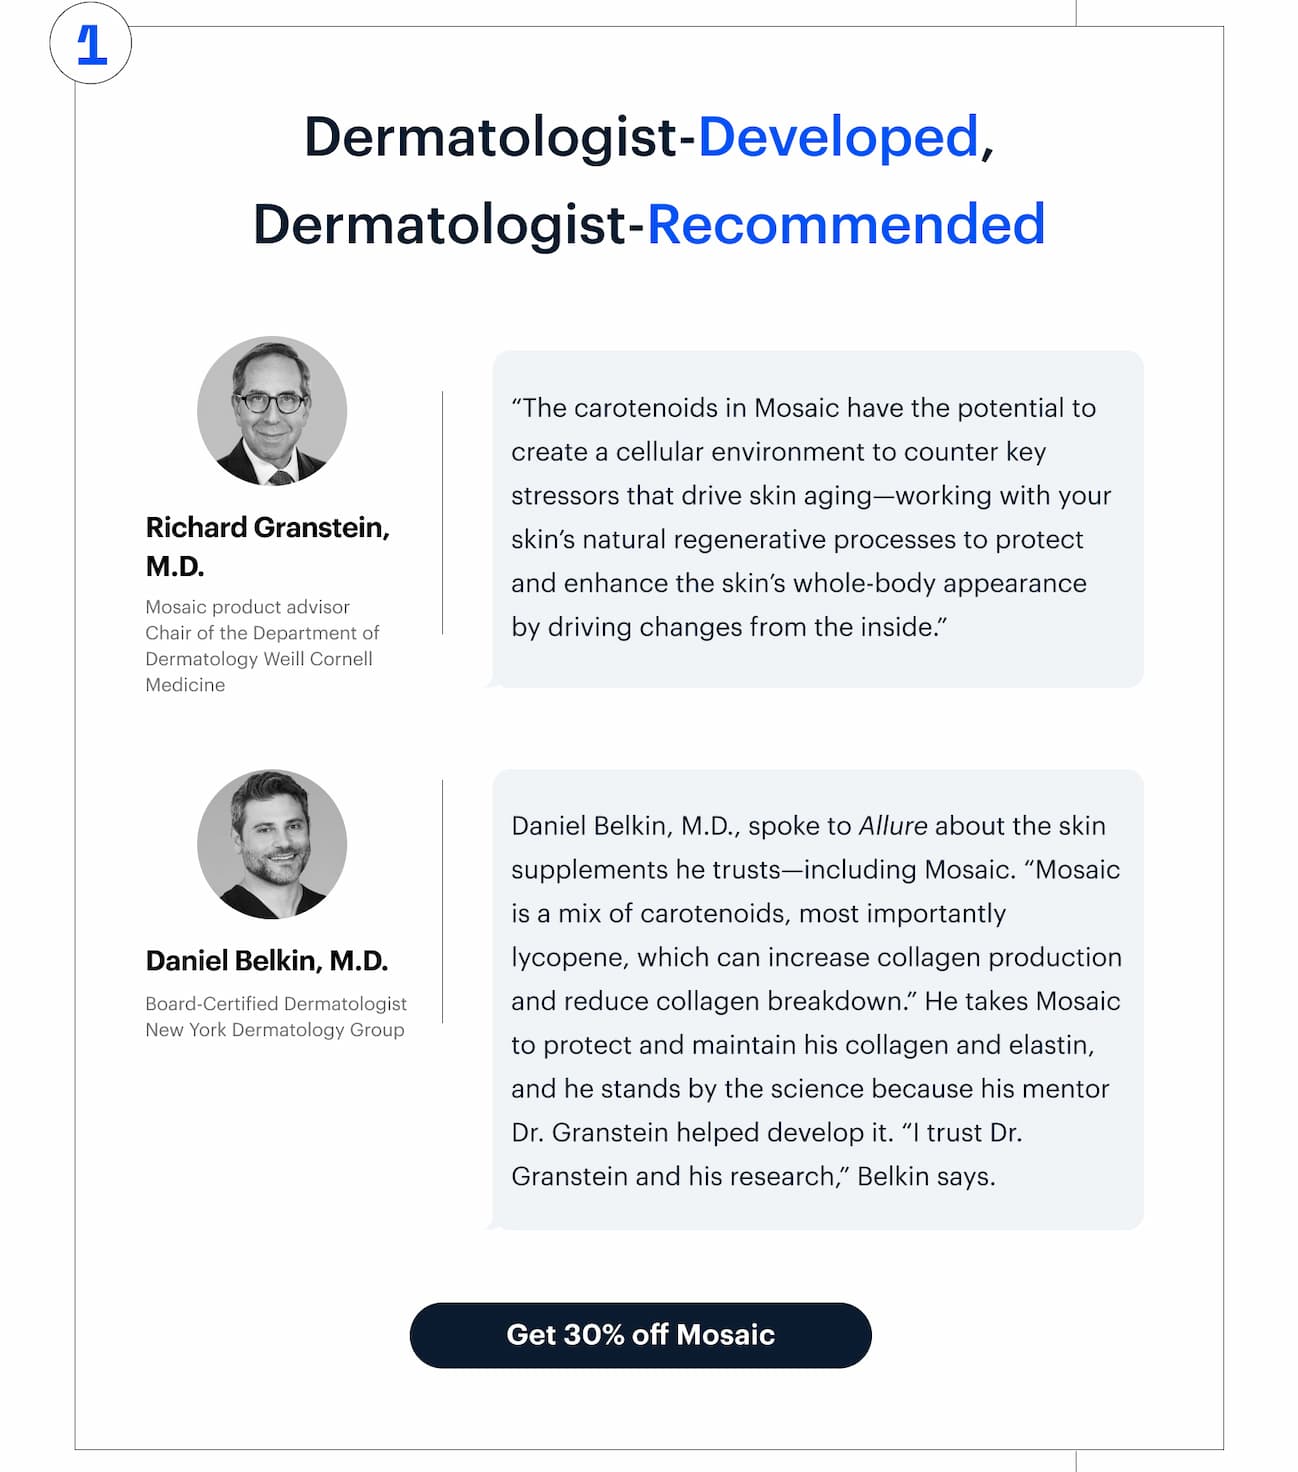 1
Dermatologist-Developed,
Dermatologist-Recommended
Richard Granstein,
M.D.
Mosaic product advisor
Chair of the Department of
Dermatology Weill Cornell
Medicine
“The carotenoids in Mosaic have the potential to
create a cellular environment to counter key
stressors that drive skin aging—working with your
skin’s natural regenerative processes to protect
and enhance the skin’s whole-body appearance
by driving changes from the inside.”
Daniel Belkin, M.D.
Board-Certified Dermatologist
New York Dermatology Group
Daniel Belkin, M.D., spoke to Allure about the skin
supplements he trusts—including Mosaic. “Mosaic
is a mix of carotenoids, most importantly
lycopene, which can increase collagen production
and reduce collagen breakdown.” He takes Mosaic
to protect and maintain his collagen and elastin,
and he stands by the science because his mentor
Dr. Granstein helped develop it. “I trust Dr.
Granstein and his research,” Belkin says.
Get 30% off Mosaic